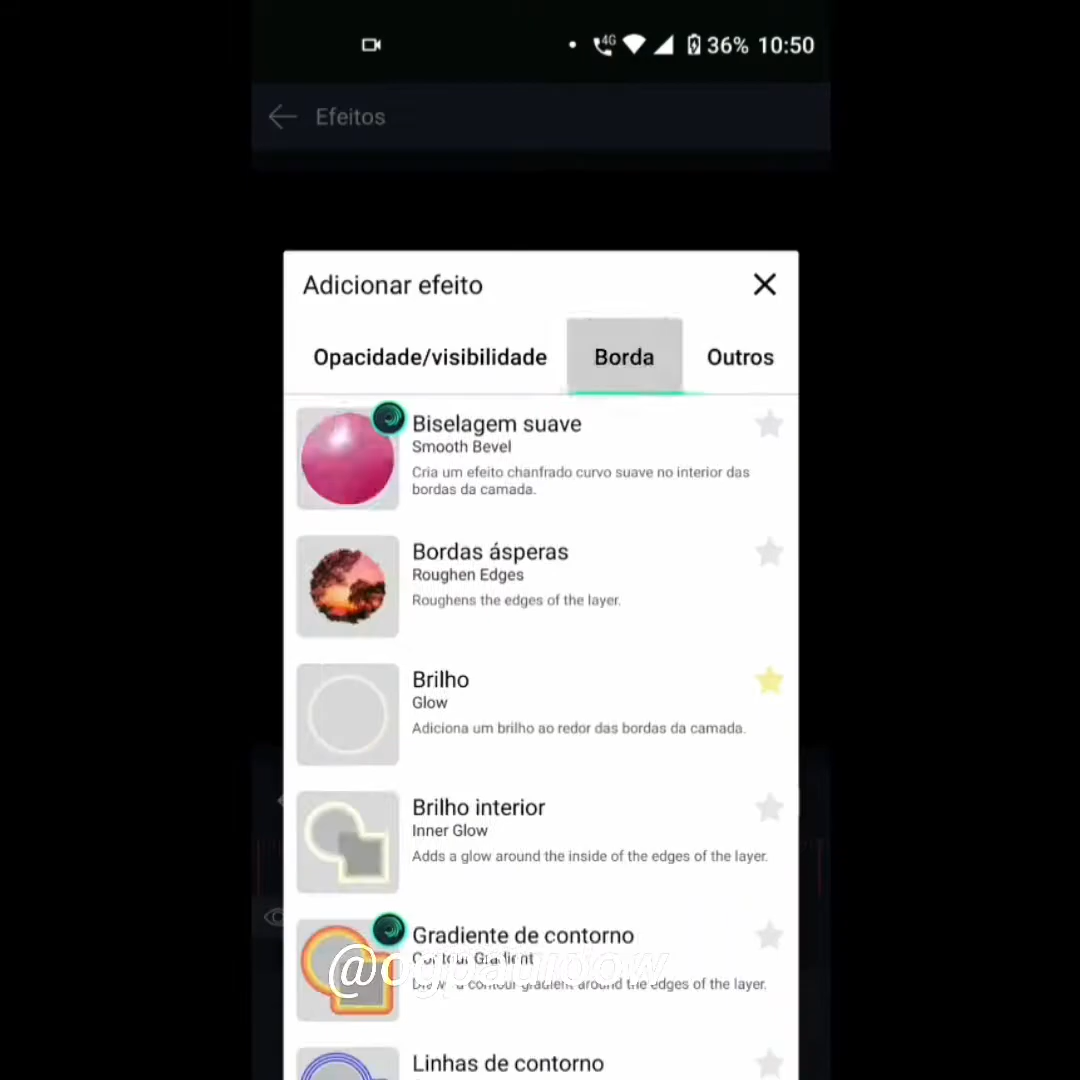 4G 36% 10:50
Efeitos
Adicionar efeito
Opacidade/visibilidade Borda Outros
Biselagem suave
Smooth Bevel
Cria um efeito chanfrado curvo suave no interior das
bordas da camada.
Bordas ásperas
Roughen Edges
Roughens the edges of the layer.
Brilho
Glow
Adiciona um brilho ao redor das bordas da camada.
Brilho interior
Inner Glow
Adds a glow around the inside of the edges of the layer.
Gradiente de contorno
Contour Gradient
Draw a contour gradient around the edges of the layer.
Linhas de contorno